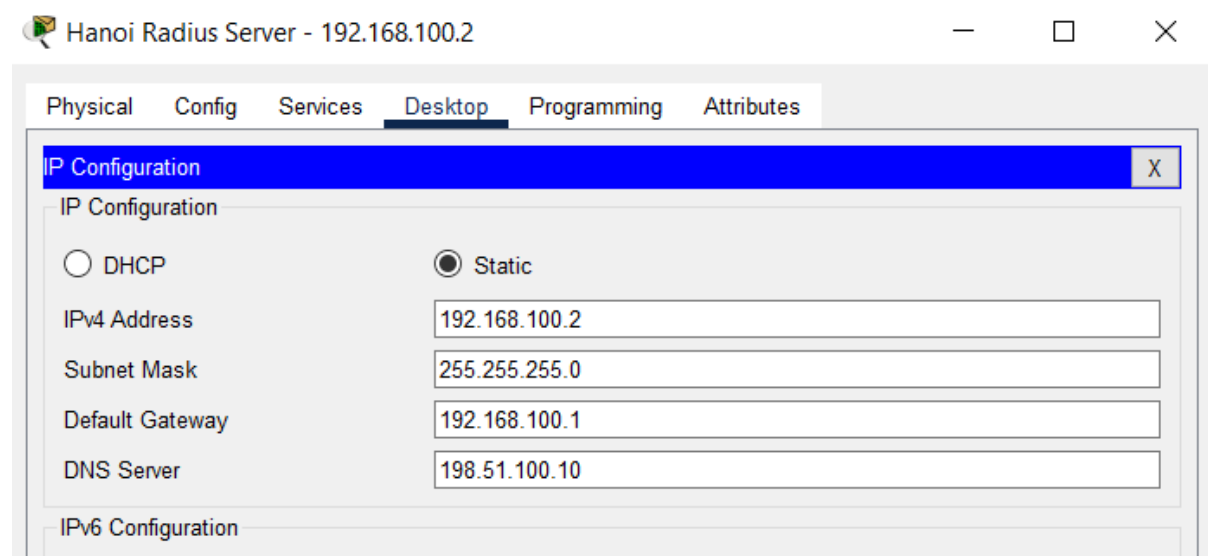 Hanoi Radius Server - 192.168.100.2
Physical Config Services Desktop Programming Attributes
IP Configuration X
IP Configuration
DHCP Static
IPv4 Address 192.168.100.2
Subnet Mask 255.255.255.0
Default Gateway 192.168.100.1
DNS Server 198.51.100.10
IPv6 Configuration